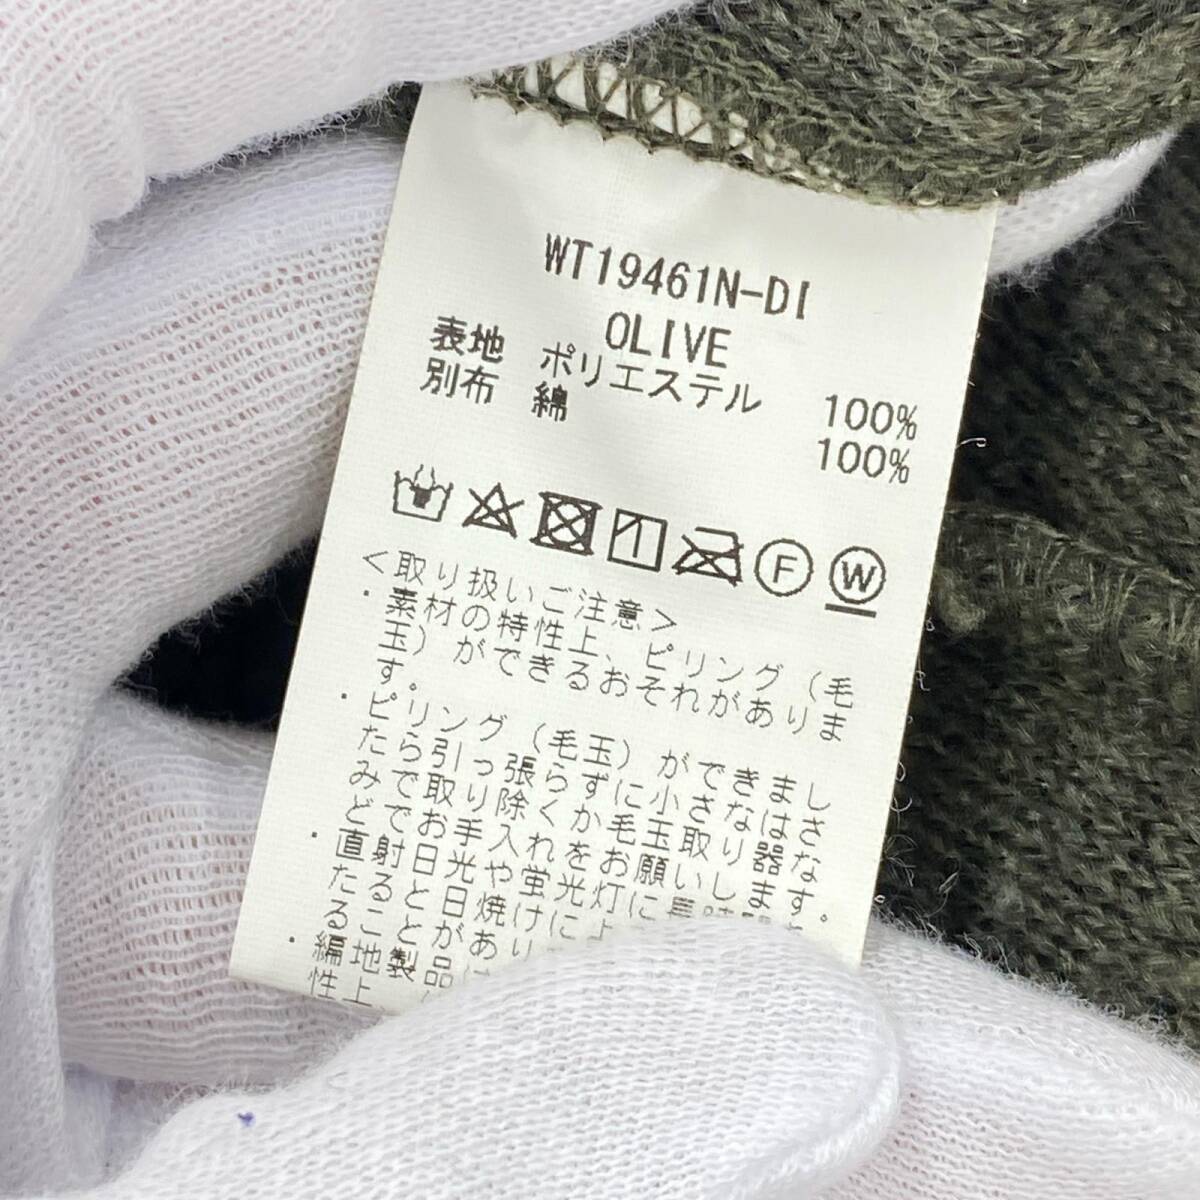 WT19461N-DI
OLIVE
表地 ポリエステル 100%
別布 綿 100%
F W
<取り扱いご注意>
・素材の特性上、ピリング（毛
玉）ができるおそれがありま
す。
・ピリング（毛玉）ができまし
たら引っ張らずに小さなはさ
みで取り除くか毛玉取り器な
どでお手入れをお願いします。
・直射日光や蛍光灯に長時間
たること日焼けに
る
・編地製品
性上